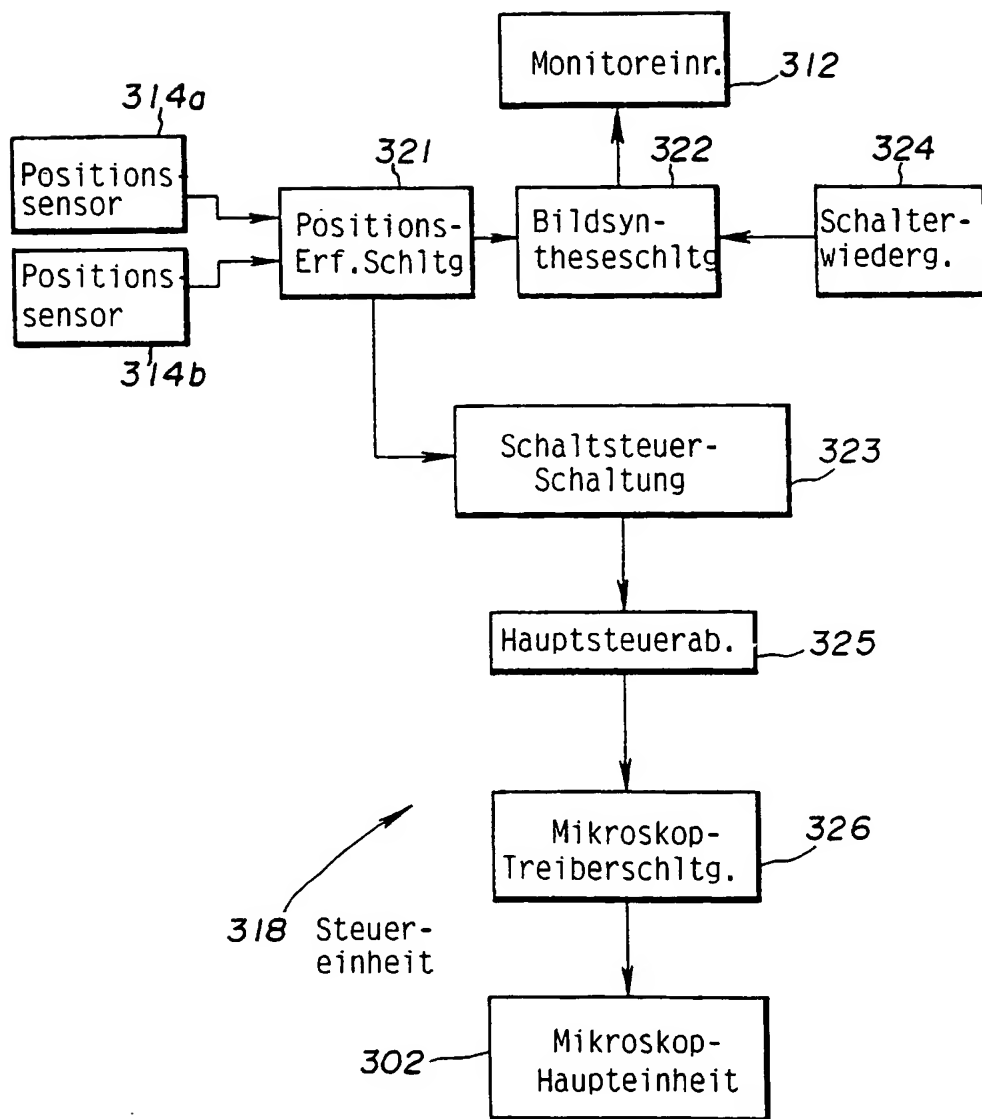 Monitoreinr.
312
314a
Positions-
sensor
321
Positions-
Erf.Schltg
322
Bildsyn-
theseschltg
324
Schalter-
wiederg.
Positions-
sensor
314b
Schaltsteuer-
Schaltung
323
Hauptsteuerab.
325
Mikroskop-
Treiberschltg.
326
318 Steuer-
einheit
302
Mikroskop-
Haupteinheit